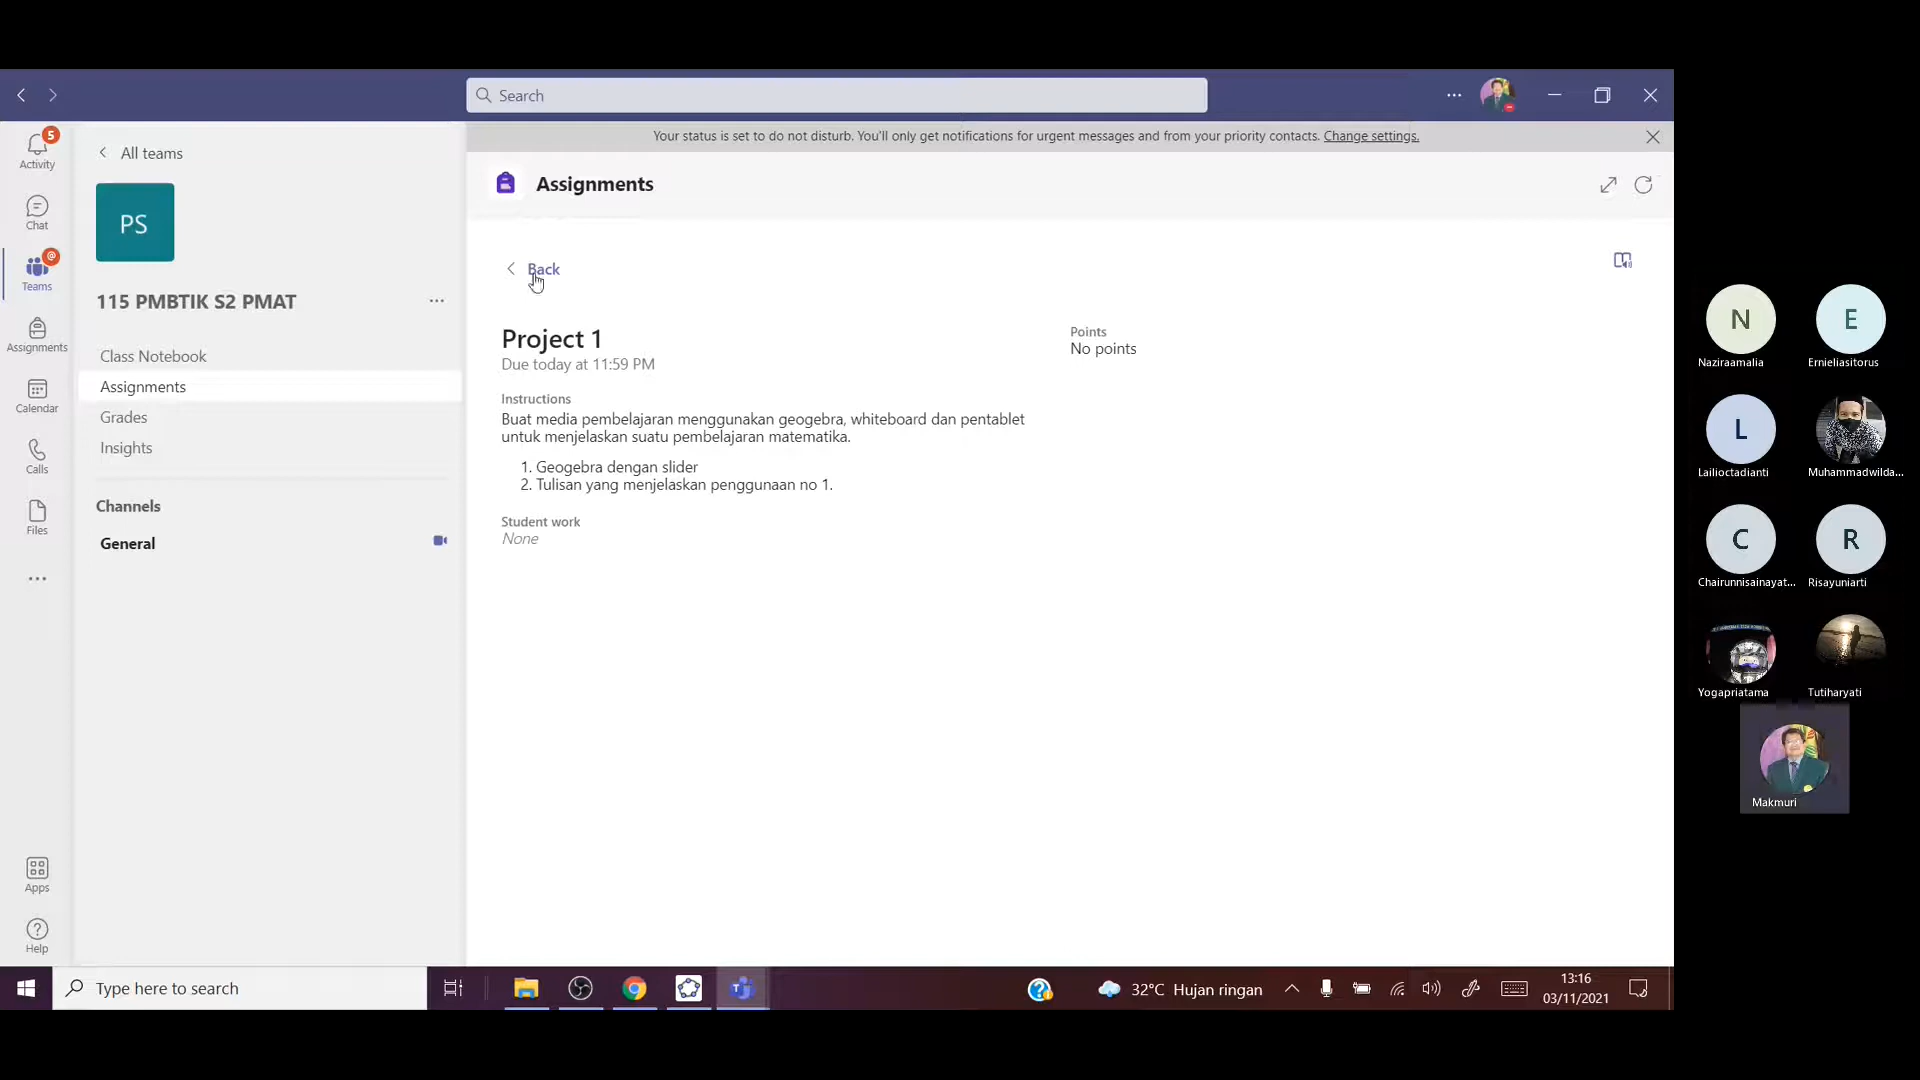 Search
Your status is set to do not disturb. You'll only get notifications for urgent messages and from your priority contacts. Change settings.
5
Activity
Chat
@
Teams
Assignments
Calendar
Calls
Files
Apps
Help
All teams
PS
115 PMBTIK S2 PMAT
Class Notebook
Assignments
Grades
Insights
Channels
General
Assignments
Back
Project 1
Due today at 11:59 PM
Points
No points
Instructions
Buat media pembelajaran menggunakan geogebra, whiteboard dan pentablet
untuk menjelaskan suatu pembelajaran matematika.
1. Geogebra dengan slider
2. Tulisan yang menjelaskan penggunaan no 1.
Student work
None
N
Naziraamalia
E
Ernieliasitorus
L
Lailioctadianti
Muhammadwilda...
C
Chairunnisainayat...
R
Risayuniarti
Yogapriatama
Tutiharyati
Makmuri
Type here to search
32°C Hujan ringan
13:16
03/11/2021